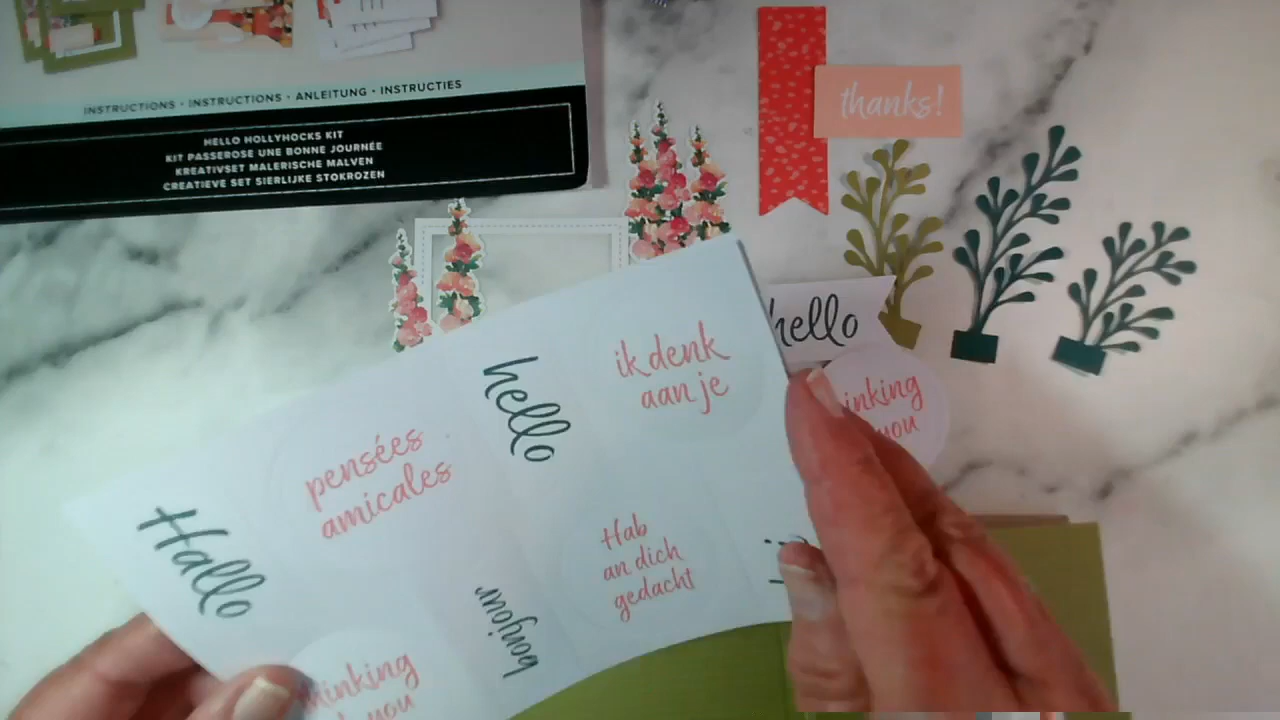 INSTRUCTIONS • INSTRUCTIONS • ANLEITUNG • INSTRUCTIES
HELLO HOLLYHOCKS KIT
KIT PASSEROSE UNE BONNE JOURNÉE
KREATIVSET MALERISCHE MALVEN
CREATIEVE SET SIERLIJKE STOKROZEN
thanks!
hello
ik denk
aan je
hello
pensées
amicales
Hallo
Hab
an dich
gedacht
bonjour
you